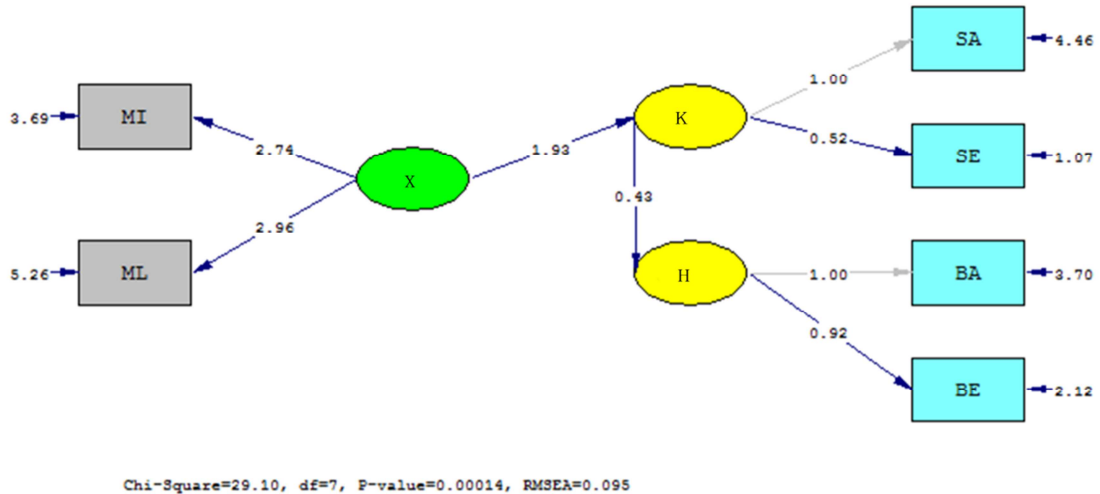 SA
4.46
1.00
MI
3.69
K
2.74
1.93
0.52
SE
1.07
X
0.43
2.96
ML
5.26
H
1.00
BA
3.70
0.92
BE
2.12
Chi-Square=29.10, df=7, P-value=0.00014, RMSEA=0.095